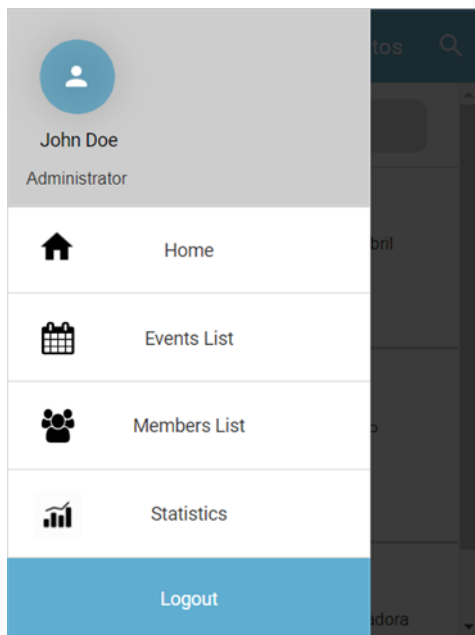 John Doe
Administrator
Home
Events List
Members List
Statistics
Logout